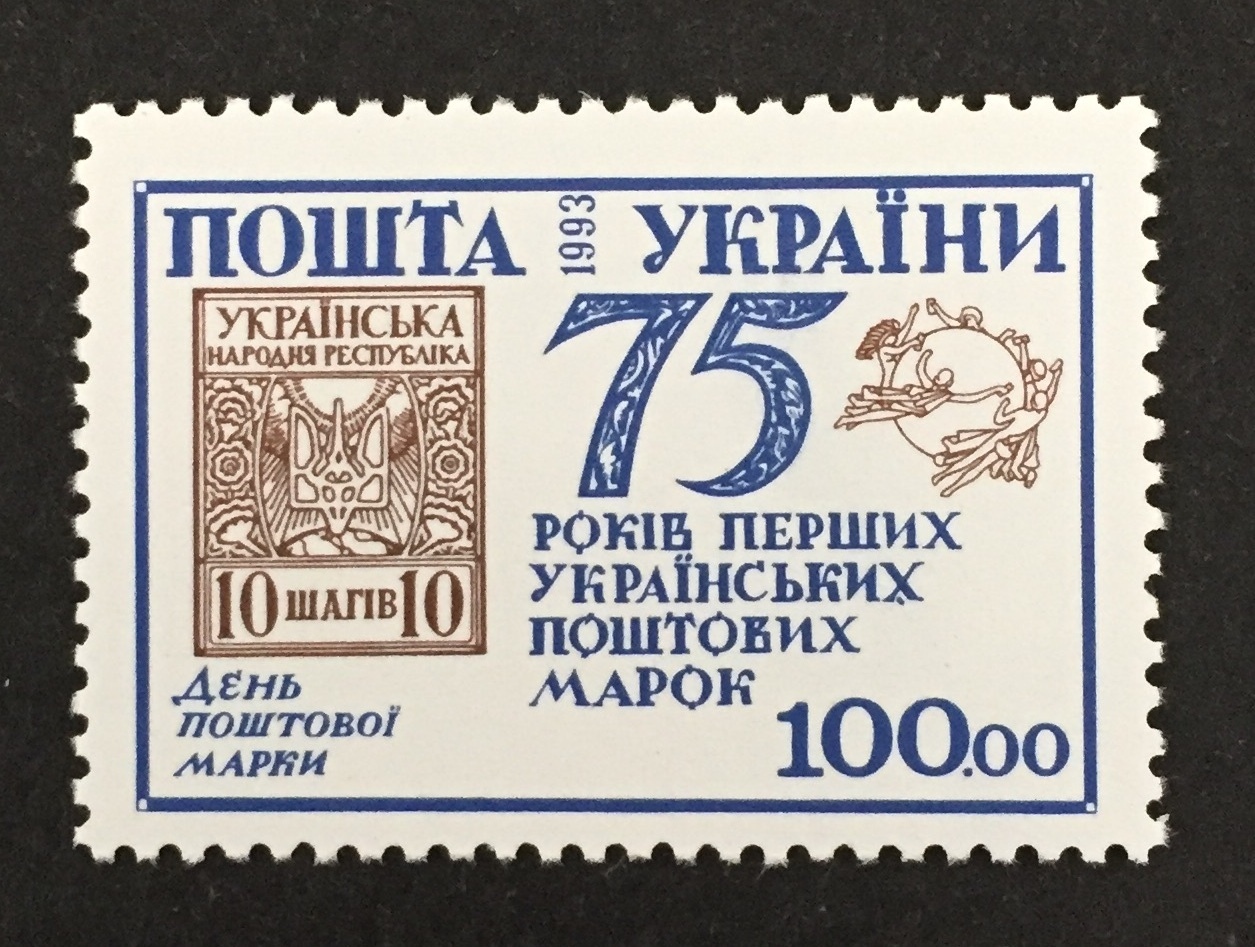 ПОШТА 1993 УКРАЇНИ
УКРАЇНСЬКА
НАРОДНЯ РЕСПУБЛІКА
10 ШАГІВ 10
75
РОКІВ ПЕРШИХ
УКРАЇНСЬКИХ
ПОШТОВИХ
МАРОК
ДЕНЬ
ПОШТОВОЇ
МАРКИ
100.00